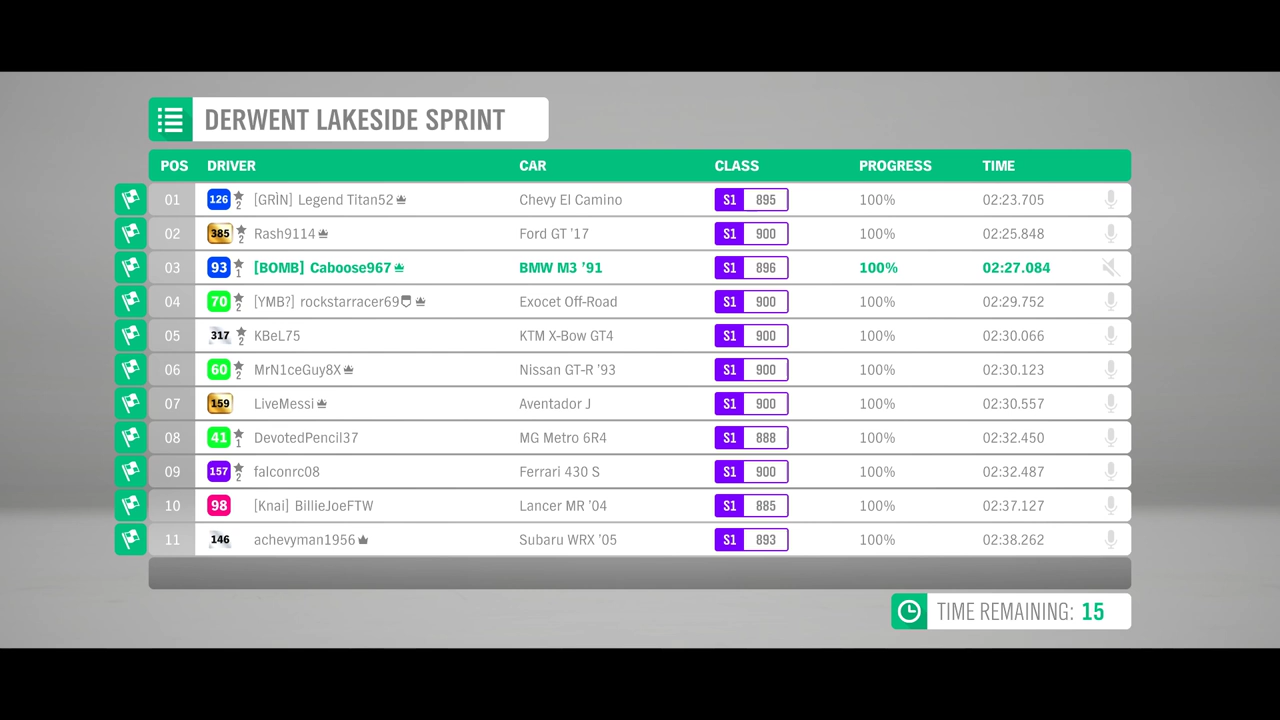 DERWENT LAKESIDE SPRINT
POS DRIVER CAR CLASS PROGRESS TIME
01 126 2 [GRÌN] Legend Titan52 Chevy El Camino S1 895 100% 02:23.705
02 385 2 Rash9114 Ford GT '17 S1 900 100% 02:25.848
03 93 1 [BOMB] Caboose967 BMW M3 '91 S1 896 100% 02:27.084
04 70 2 [YMB?] rockstarracer69 Exocet Off-Road S1 900 100% 02:29.752
05 317 2 KBeL75 KTM X-Bow GT4 S1 900 100% 02:30.066
06 60 2 MrN1ceGuy8X Nissan GT-R '93 S1 900 100% 02:30.123
07 159 LiveMessi Aventador J S1 900 100% 02:30.557
08 41 1 DevotedPencil37 MG Metro 6R4 S1 888 100% 02:32.450
09 157 2 falconrc08 Ferrari 430 S S1 900 100% 02:32.487
10 98 [Knai] BillieJoeFTW Lancer MR '04 S1 885 100% 02:37.127
11 146 achevyman1956 Subaru WRX '05 S1 893 100% 02:38.262
TIME REMAINING: 15